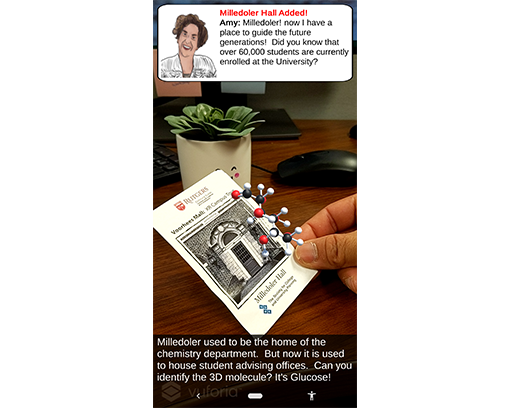 Milledoler Hall Added!
Amy: Milledoler! now I have a
place to guide the future
generations!  Did you know that
over 60,000 students are currently
enrolled at the University?
RUTGERS
Voorhees Mall:
Milledoler Hall
Milledoler used to be the home of the
chemistry department.  But now it is used
to house student advising offices.  Can you
identify the 3D molecule? It's Glucose!
vuforia